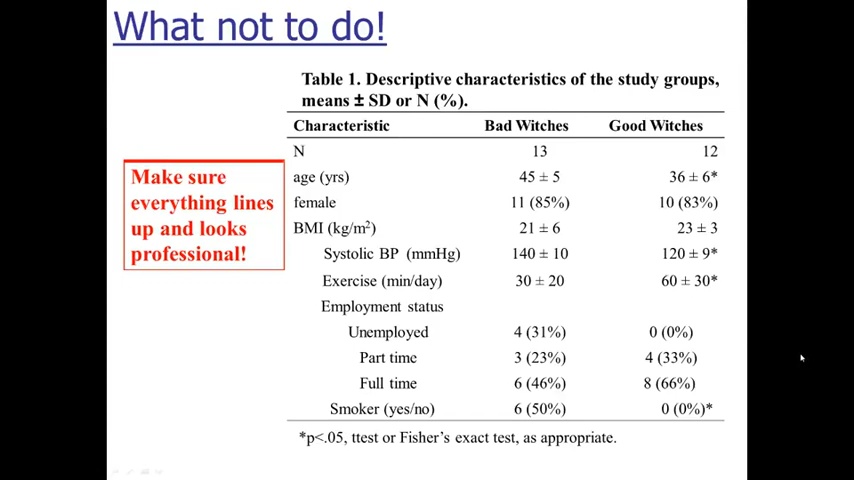 What not to do!
Table 1. Descriptive characteristics of the study groups,
means ± SD or N (%).
Characteristic Bad Witches Good Witches
N 13 12
Make sure
everything lines
up and looks
professional!
age (yrs) 45 ± 5 36 ± 6*
female 11 (85%) 10 (83%)
BMI (kg/m²) 21 ± 6 23 ± 3
Systolic BP (mmHg) 140 ± 10 120 ± 9*
Exercise (min/day) 30 ± 20 60 ± 30*
Employment status
Unemployed 4 (31%) 0 (0%)
Part time 3 (23%) 4 (33%)
Full time 6 (46%) 8 (66%)
Smoker (yes/no) 6 (50%) 0 (0%)*
*p<.05, ttest or Fisher’s exact test, as appropriate.